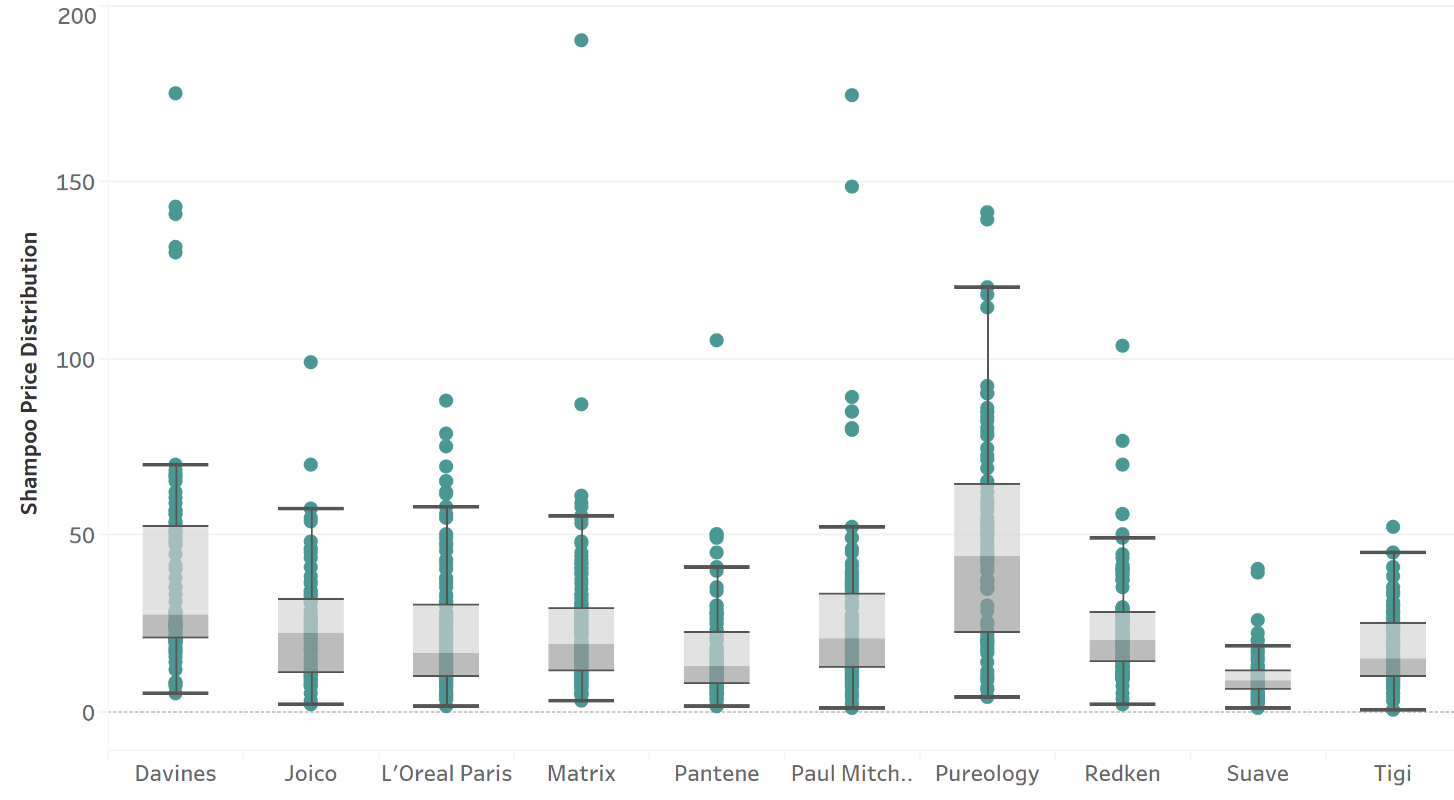 200
150
100
50
0
Shampoo Price Distribution
Davines Joico L’Oreal Paris Matrix Pantene Paul Mitch.. Pureology Redken Suave Tigi